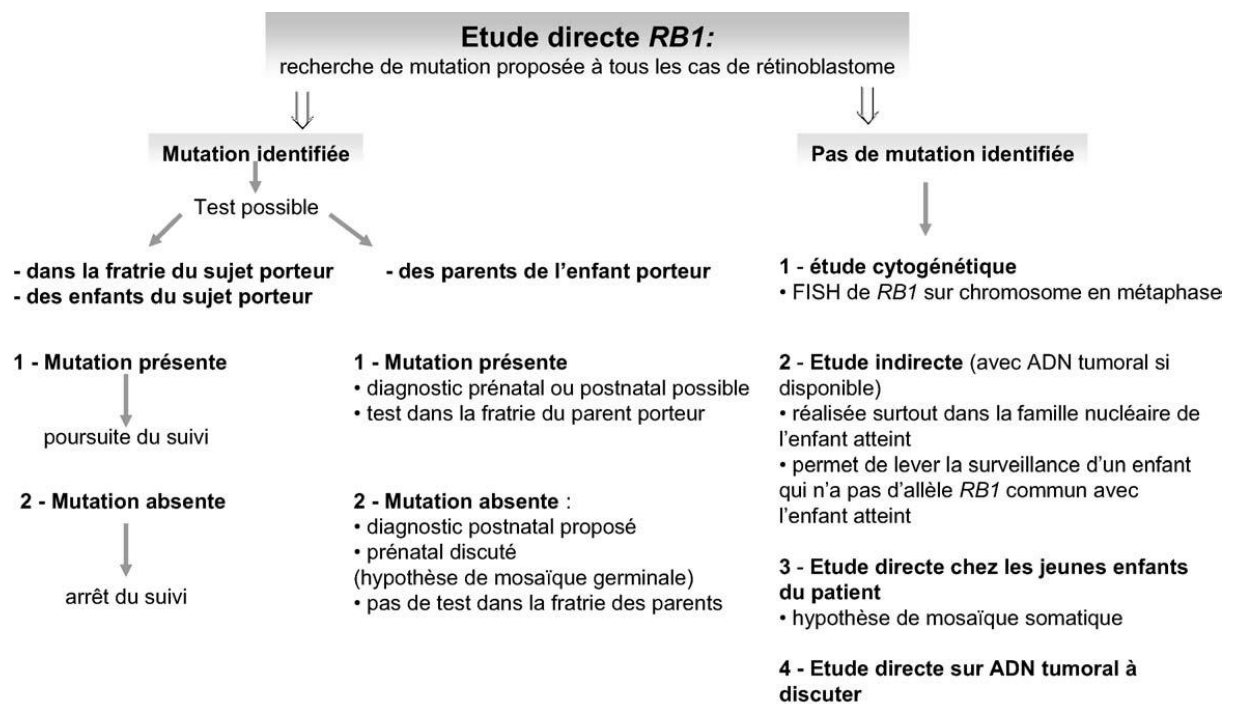 Etude directe RB1:
recherche de mutation proposée à tous les cas de rétinoblastome
Mutation identifiée
Test possible
- dans la fratrie du sujet porteur
- des enfants du sujet porteur
1 - Mutation présente
poursuite du suivi
2 - Mutation absente
arrêt du suivi
- des parents de l'enfant porteur
1 - Mutation présente
• diagnostic prénatal ou postnatal possible
• test dans la fratrie du parent porteur
2 - Mutation absente :
• diagnostic postnatal proposé
• prénatal discuté
(hypothèse de mosaïque germinale)
• pas de test dans la fratrie des parents
Pas de mutation identifiée
1 - étude cytogénétique
• FISH de RB1 sur chromosome en métaphase
2 - Etude indirecte (avec ADN tumoral si
disponible)
• réalisée surtout dans la famille nucléaire de
l'enfant atteint
• permet de lever la surveillance d'un enfant
qui n'a pas d'allèle RB1 commun avec
l'enfant atteint
3 - Etude directe chez les jeunes enfants
du patient
• hypothèse de mosaïque somatique
4 - Etude directe sur ADN tumoral à
discuter